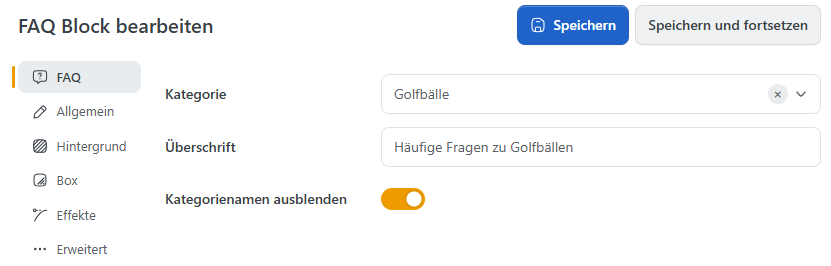 FAQ Block bearbeiten
Speichern
Speichern und fortsetzen
FAQ
Allgemein
Hintergrund
Box
Effekte
Erweitert
Kategorie
Golfbälle
Überschrift
Häufige Fragen zu Golfbällen
Kategorienamen ausblenden